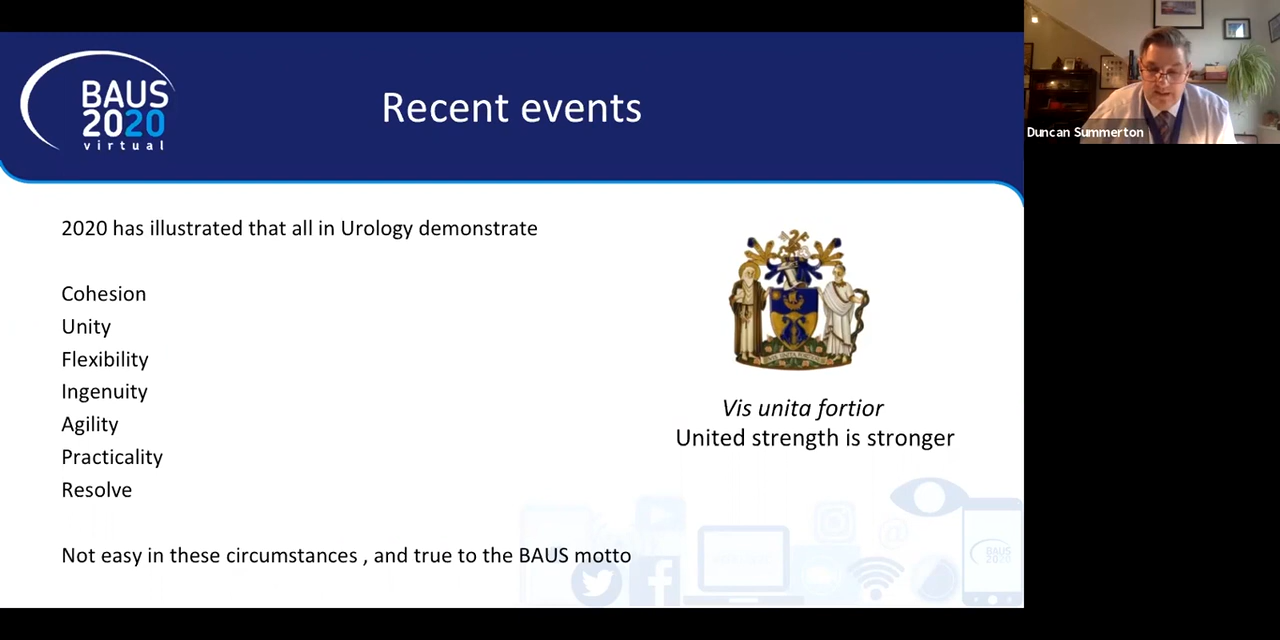 BAUS
2020
virtual
Recent events
Duncan Summerton
2020 has illustrated that all in Urology demonstrate
Cohesion
Unity
Flexibility
Ingenuity
Agility
Practicality
Resolve
Not easy in these circumstances , and true to the BAUS motto
Vis unita fortior
United strength is stronger
BAUS
2020